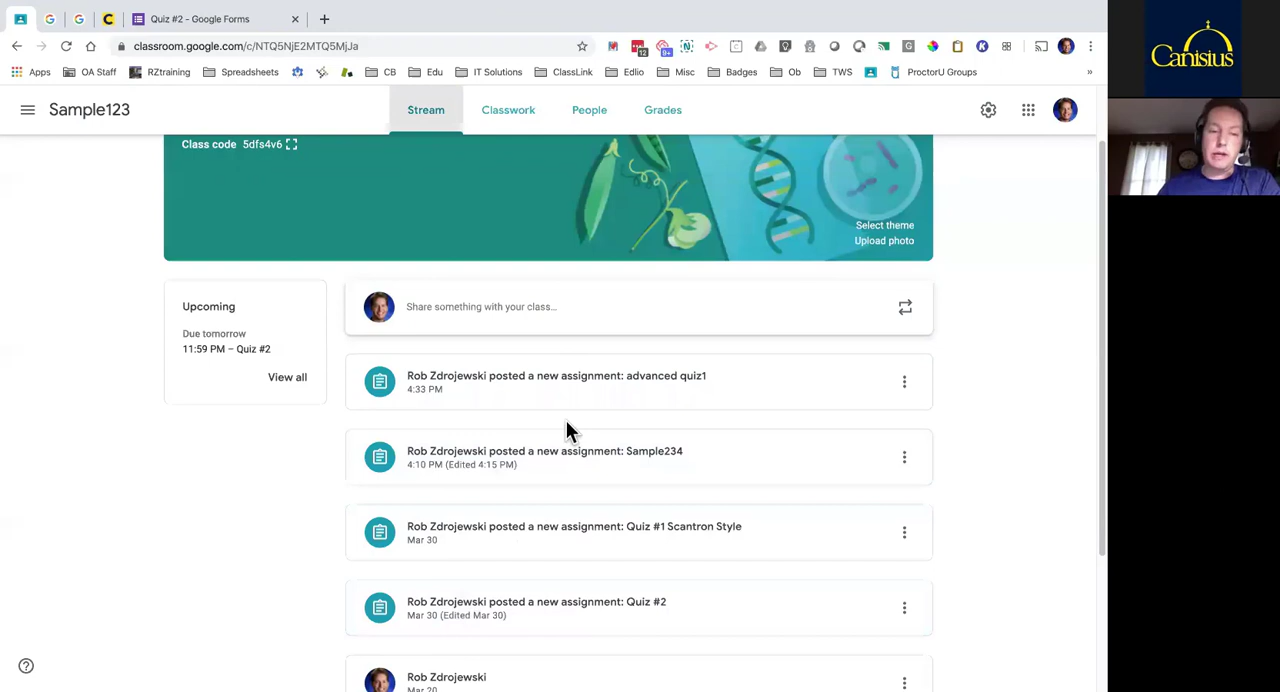 Quiz #2 - Google Forms
classroom.google.com/c/NTQ5NjE2MTQ5MjJa
12
9+
Apps
OA Staff
RZtraining
Spreadsheets
CB
Edu
IT Solutions
ClassLink
Edlio
Misc
Badges
Ob
TWS
ProctorU Groups
»
Canisius
Sample123
Stream
Classwork
People
Grades
Class code 5dfs4v6
Select theme
Upload photo
Upcoming
Due tomorrow
11:59 PM – Quiz #2
View all
Share something with your class...
Rob Zdrojewski posted a new assignment: advanced quiz1
4:33 PM
Rob Zdrojewski posted a new assignment: Sample234
4:10 PM (Edited 4:15 PM)
Rob Zdrojewski posted a new assignment: Quiz #1 Scantron Style
Mar 30
Rob Zdrojewski posted a new assignment: Quiz #2
Mar 30 (Edited Mar 30)
Rob Zdrojewski
Mar 20